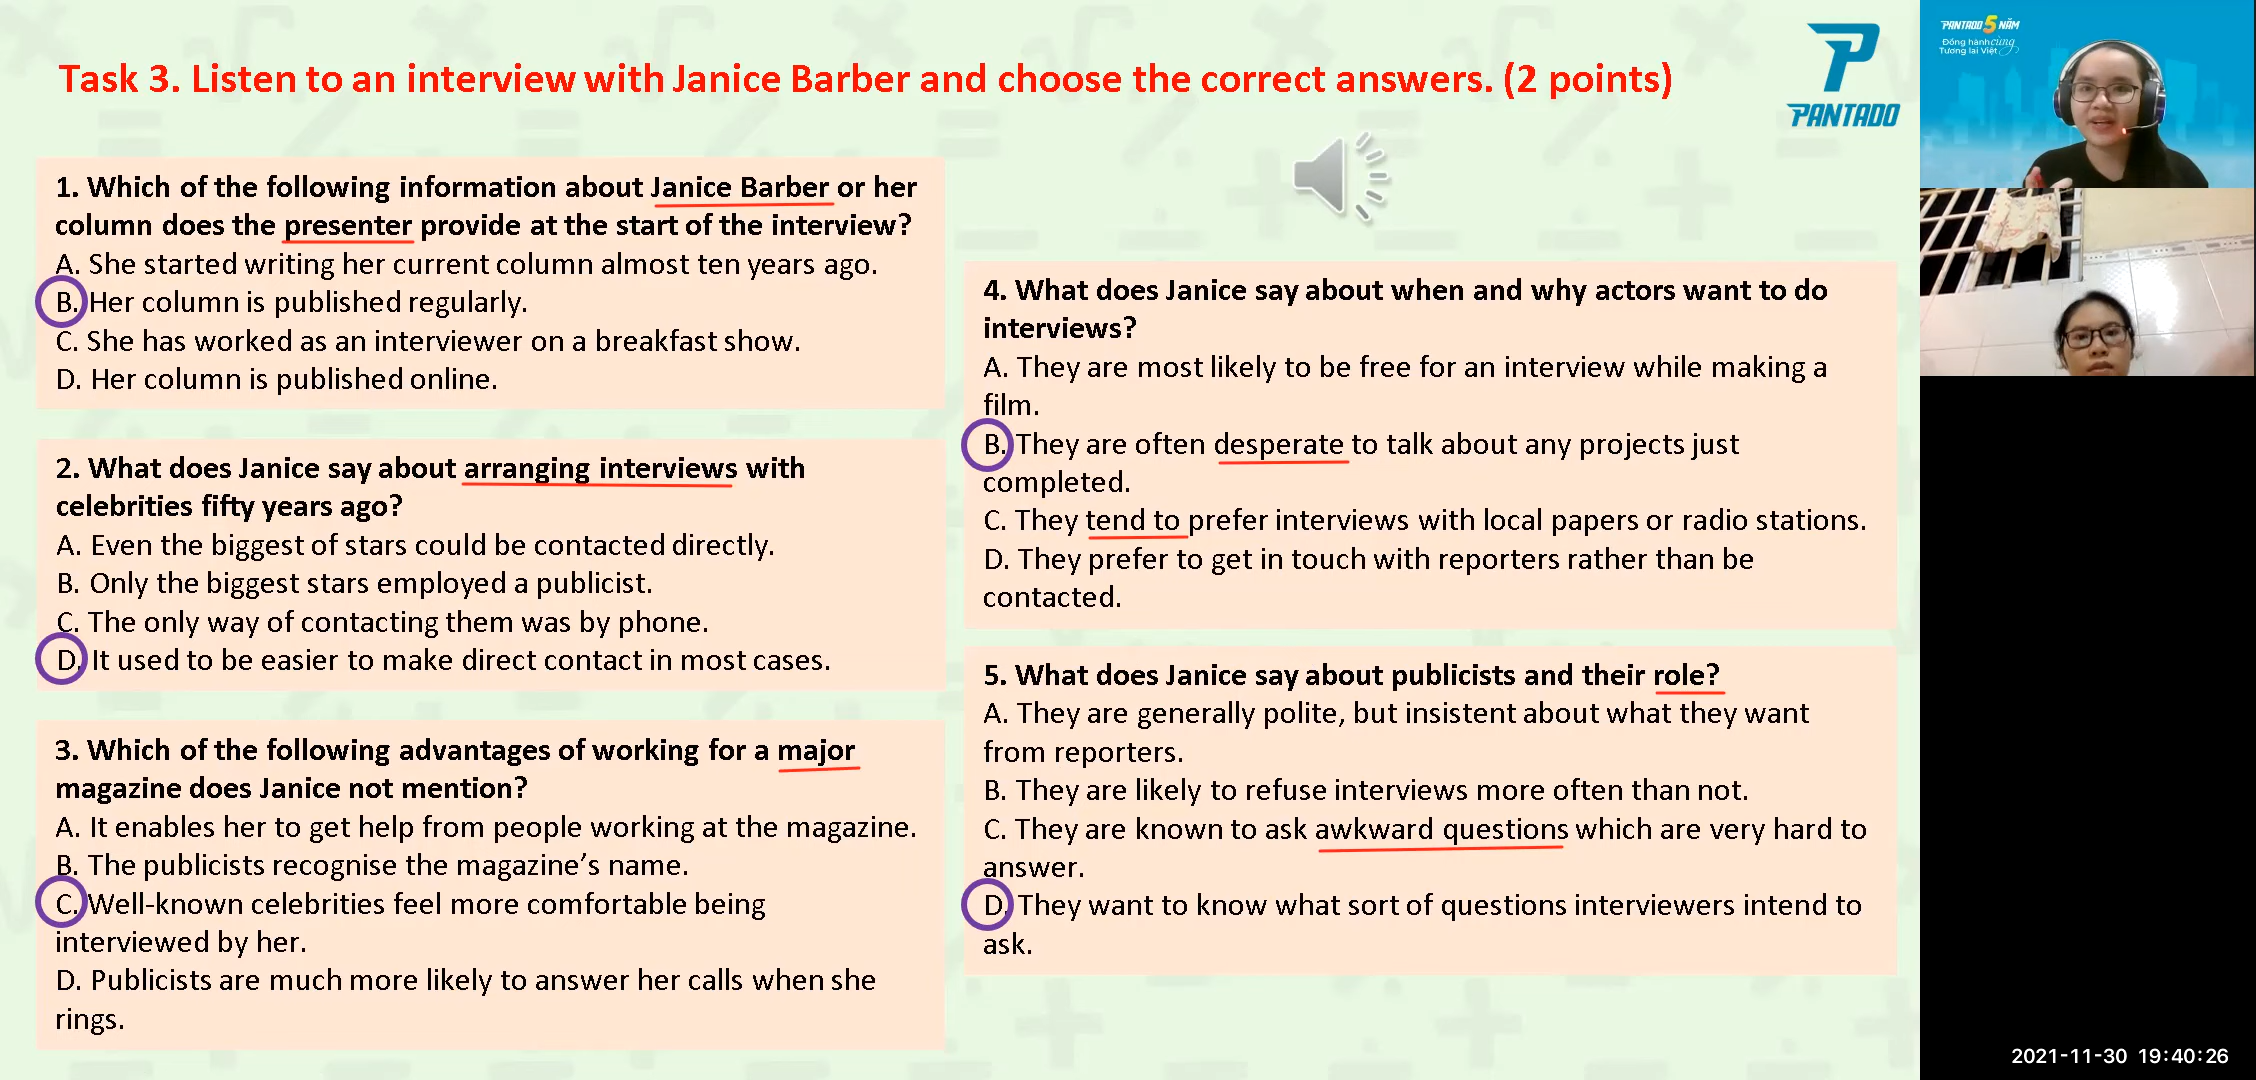 Task 3. Listen to an interview with Janice Barber and choose the correct answers. (2 points)
PANTADO
PANTADO 5 NĂM
Đồng hành cùng
Tương lai Việt
1. Which of the following information about Janice Barber or her
column does the presenter provide at the start of the interview?
A. She started writing her current column almost ten years ago.
B. Her column is published regularly.
C. She has worked as an interviewer on a breakfast show.
D. Her column is published online.
2. What does Janice say about arranging interviews with
celebrities fifty years ago?
A. Even the biggest of stars could be contacted directly.
B. Only the biggest stars employed a publicist.
C. The only way of contacting them was by phone.
D. It used to be easier to make direct contact in most cases.
3. Which of the following advantages of working for a major
magazine does Janice not mention?
A. It enables her to get help from people working at the magazine.
B. The publicists recognise the magazine's name.
C. Well-known celebrities feel more comfortable being
interviewed by her.
D. Publicists are much more likely to answer her calls when she
rings.
4. What does Janice say about when and why actors want to do
interviews?
A. They are most likely to be free for an interview while making a
film.
B. They are often desperate to talk about any projects just
completed.
C. They tend to prefer interviews with local papers or radio stations.
D. They prefer to get in touch with reporters rather than be
contacted.
5. What does Janice say about publicists and their role?
A. They are generally polite, but insistent about what they want
from reporters.
B. They are likely to refuse interviews more often than not.
C. They are known to ask awkward questions which are very hard to
answer.
D. They want to know what sort of questions interviewers intend to
ask.
2021-11-30 19:40:26